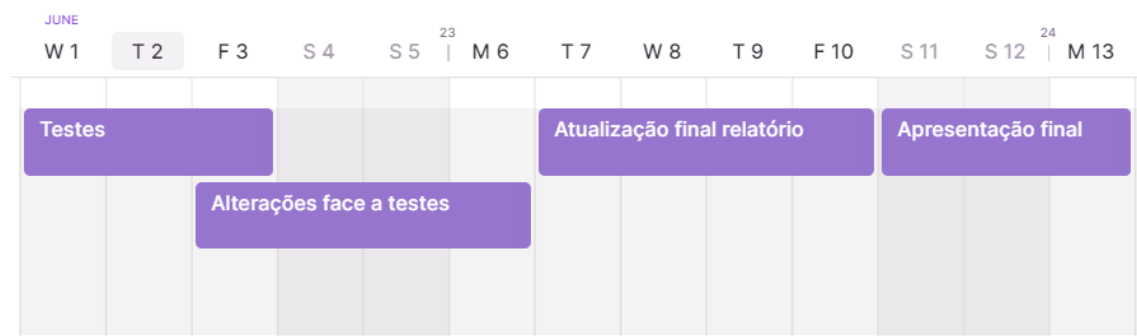 JUNE
23
24
W 1 T 2 F 3 S 4 S 5 M 6 T 7 W 8 T 9 F 10 S 11 S 12 M 13
Testes
Atualização final relatório
Apresentação final
Alterações face a testes